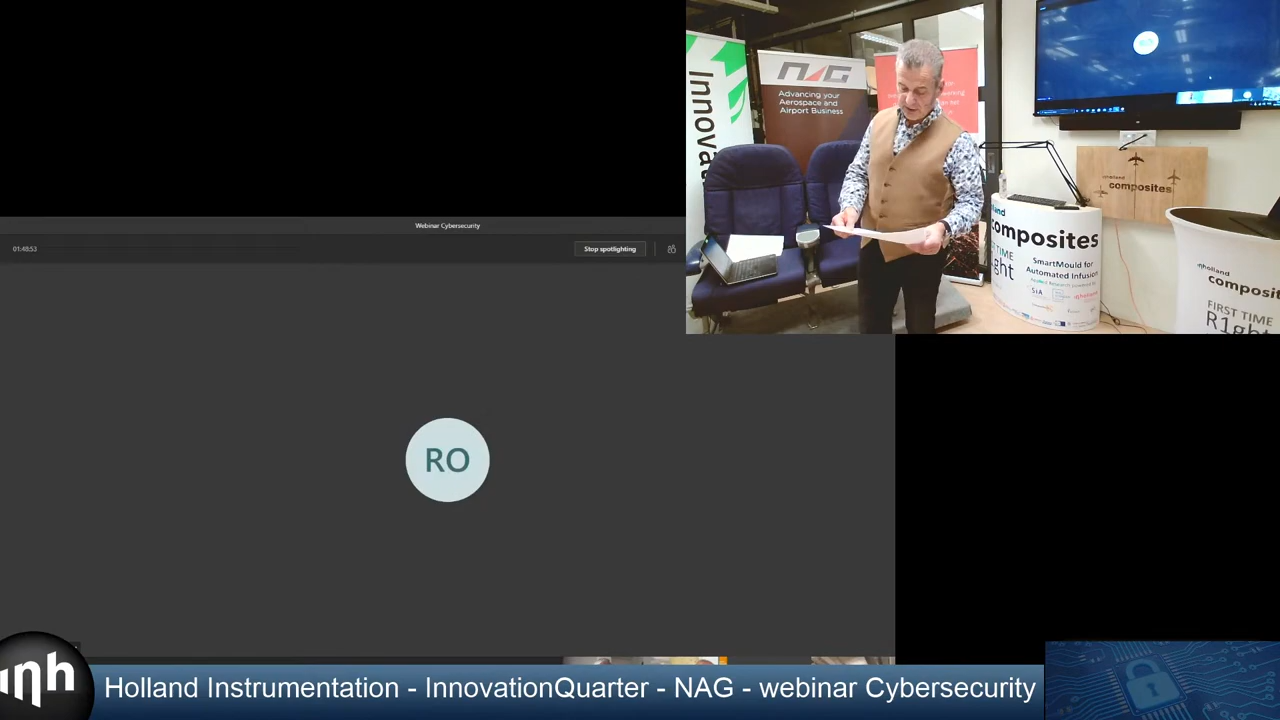 Webinar Cybersecurity
01:48:53
Stop spotlighting
RO
Innova
NAG
Advancing your
Aerospace and
Airport Business
composites
composites
SmartMould for
Automated Infusion
composit
FIRST TIME
R1ght
ınh
Holland Instrumentation - InnovationQuarter - NAG - webinar Cybersecurity